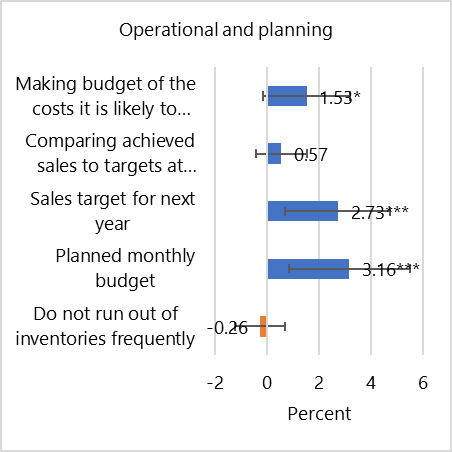 Operational and planning
Making budget of the
costs it is likely to...
1.53*
Comparing achieved
sales to targets at...
0.57
Sales target for next
year
2.73***
Planned monthly
budget
3.16***
Do not run out of
inventories frequently
-0.26
-2 0 2 4 6
Percent